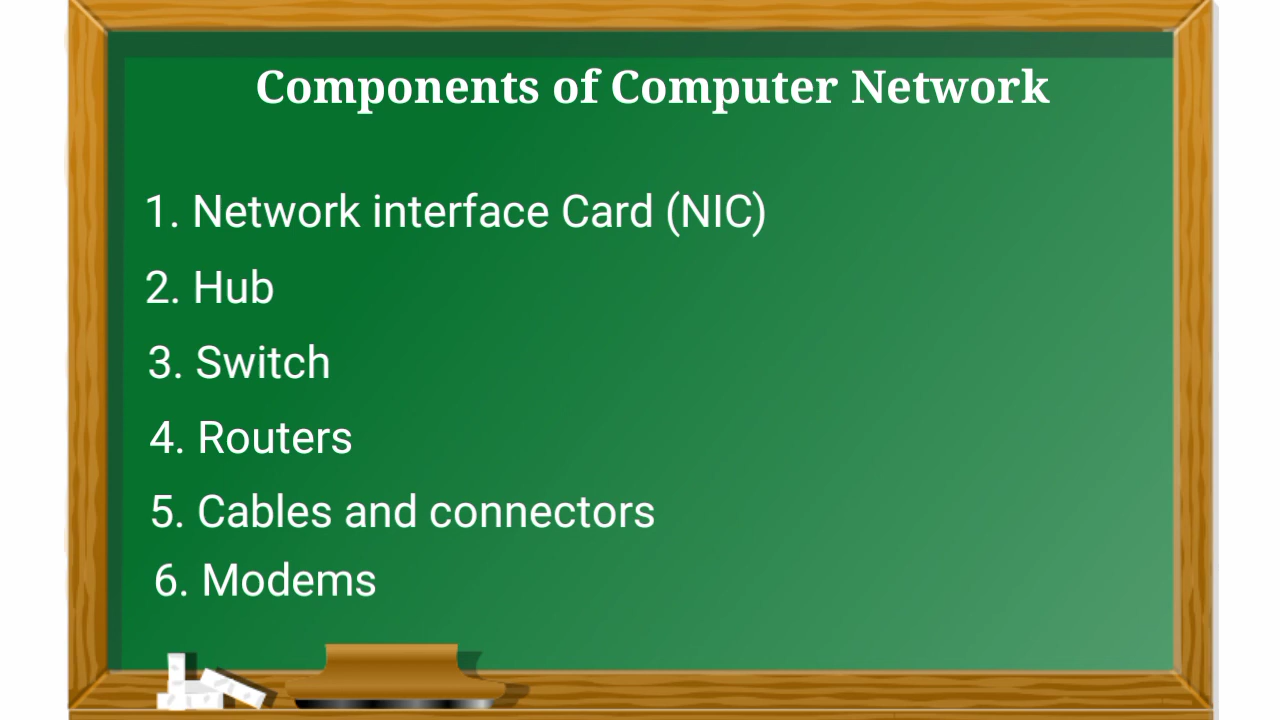 Components of Computer Network
1. Network interface Card (NIC)
2. Hub
3. Switch
4. Routers
5. Cables and connectors
6. Modems